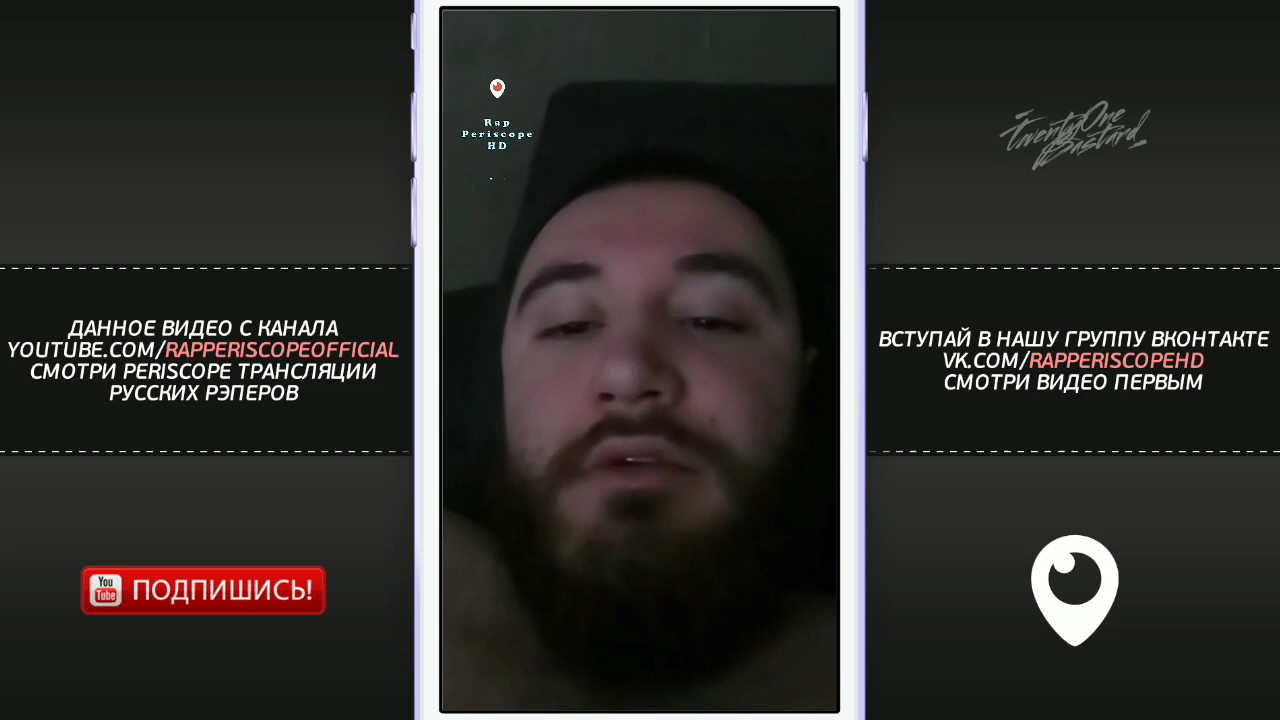 Rap
Periscope
HD
TwentyOne
Bastard
ДАННОЕ ВИДЕО С КАНАЛА
YOUTUBE.COM/RAPPERISCOPEOFFICIAL
СМОТРИ PERISCOPE ТРАНСЛЯЦИИ
РУССКИХ РЭПЕРОВ
ВСТУПАЙ В НАШУ ГРУППУ ВКОНТАКТЕ
VK.COM/RAPPERISCOPEHD
СМОТРИ ВИДЕО ПЕРВЫМ
You
Tube
ПОДПИШИСЬ!